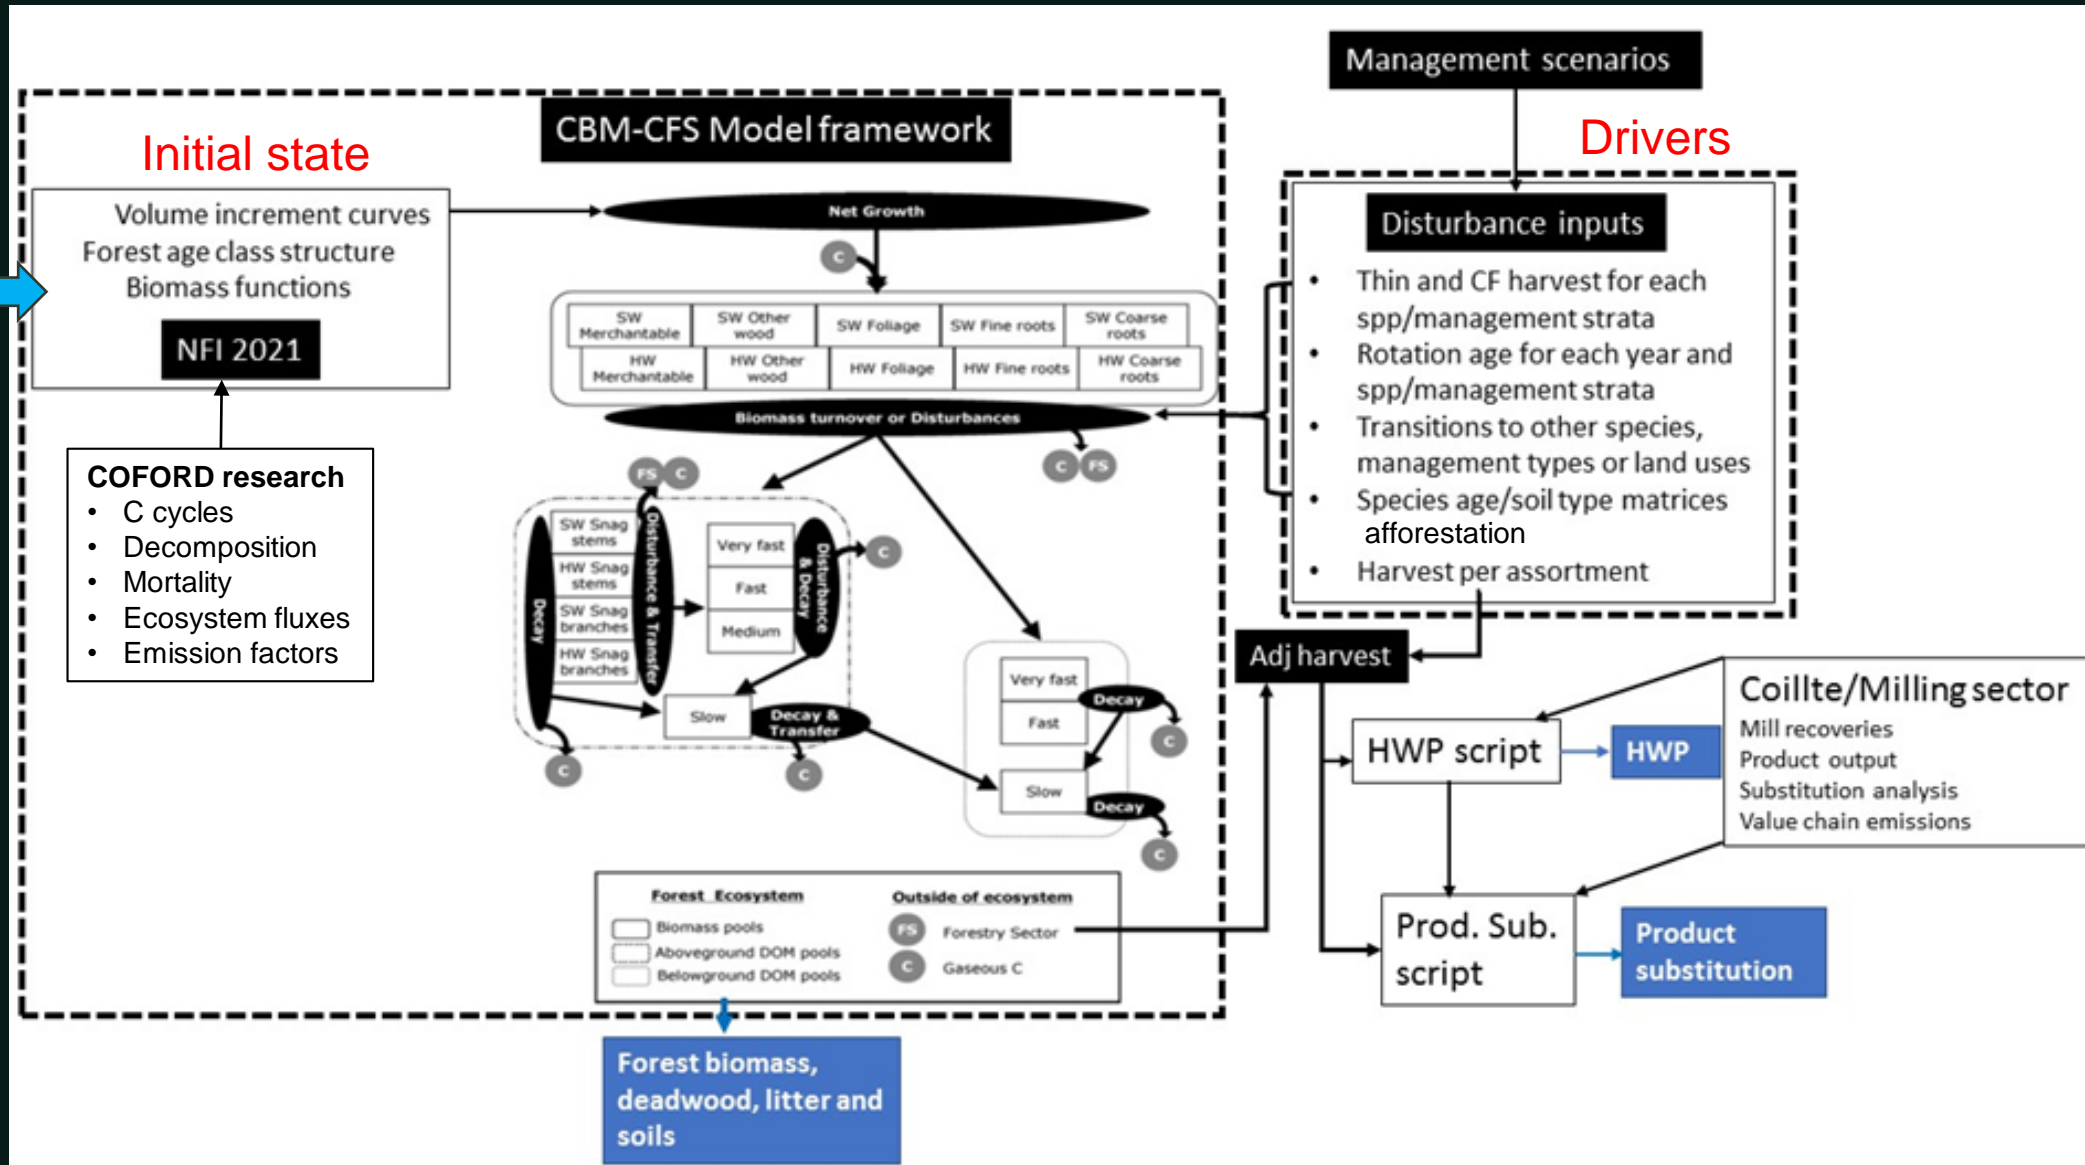 Management scenarios
CBM-CFS Model framework
Initial state
Drivers
Volume increment curves
Forest age class structure
Biomass functions
NFI 2021
COFORD research
• C cycles
• Decomposition
• Mortality
• Ecosystem fluxes
• Emission factors
Net Growth
C
SW
Merchantable
SW Other
wood
SW Foliage
SW Fine roots
SW Coarse
roots
HW
Merchantable
HW Other
wood
HW Foliage
HW Fine roots
HW Coarse
roots
Biomass turnover or Disturbances
FS
C
C
FS
Decay
SW Snag
stems
HW Snag
stems
SW Snag
branches
HW Snag
branches
Disturbance & Transfer
Very fast
Fast
Medium
Disturbance
& Decay
C
Slow
Decay &
Transfer
C
C
Very fast
Fast
Decay
C
Slow
Decay
C
Forest Ecosystem
Biomass pools
Aboveground DOM pools
Belowground DOM pools
Outside of ecosystem
FS
Forestry Sector
C
Gaseous C
Forest biomass,
deadwood, litter and
soils
Disturbance inputs
• Thin and CF harvest for each
spp/management strata
• Rotation age for each year and
spp/management strata
• Transitions to other species,
management types or land uses
• Species age/soil type matrices
afforestation
• Harvest per assortment
Adj harvest
HWP script
HWP
Coillte/Milling sector
Mill recoveries
Product output
Substitution analysis
Value chain emissions
Prod. Sub.
script
Product
substitution